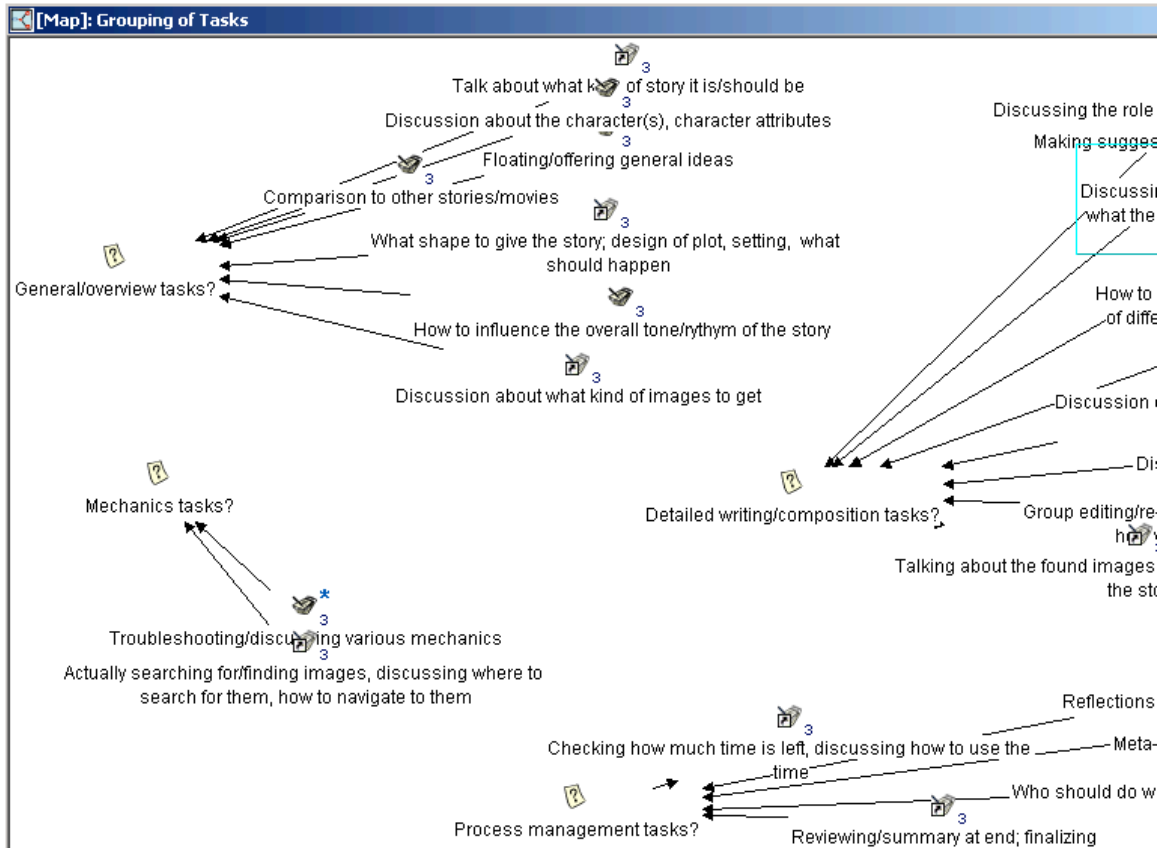 [Map]: Grouping of Tasks
3
Talk about what k of story it is/should be
3
Discussion about the character(s), character attributes
3
Floating/offering general ideas
3
Comparison to other stories/movies
3
What shape to give the story; design of plot, setting, what
should happen
General/overview tasks?
3
How to influence the overall tone/rythym of the story
3
Discussion about what kind of images to get
Discussing the role
Making sugges
Discussin
what the
How to
of diffe
Discussion
Dis
Detailed writing/composition tasks?
Group editing/re-
Talking about the found images
the sto
Mechanics tasks?
*
3
Troubleshooting/discussing various mechanics
3
Actually searching for/finding images, discussing where to
search for them, how to navigate to them
3
Checking how much time is left, discussing how to use the
time
Reflections
Meta-
Who should do w
Process management tasks?
3
Reviewing/summary at end; finalizing